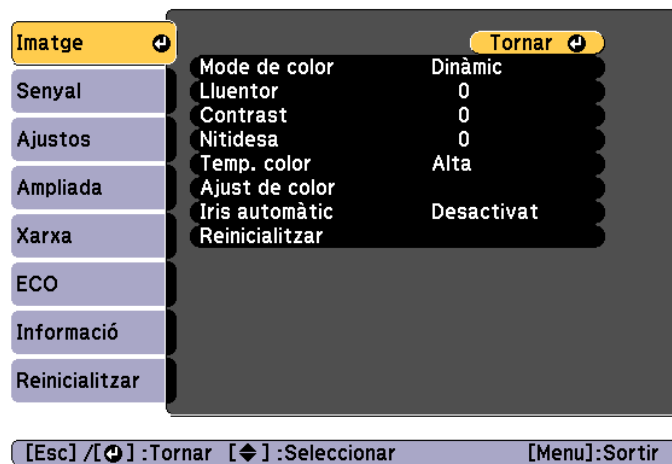 Imatge
Senyal
Ajustos
Ampliada
Xarxa
ECO
Informació
Reinicialitzar
Tornar
Mode de color Dinàmic
Lluentor 0
Contrast 0
Nitidesa 0
Temp. color Alta
Ajust de color
Iris automàtic Desactivat
Reinicialitzar
[Esc] /[ ] :Tornar [ ] :Seleccionar [Menu]:Sortir